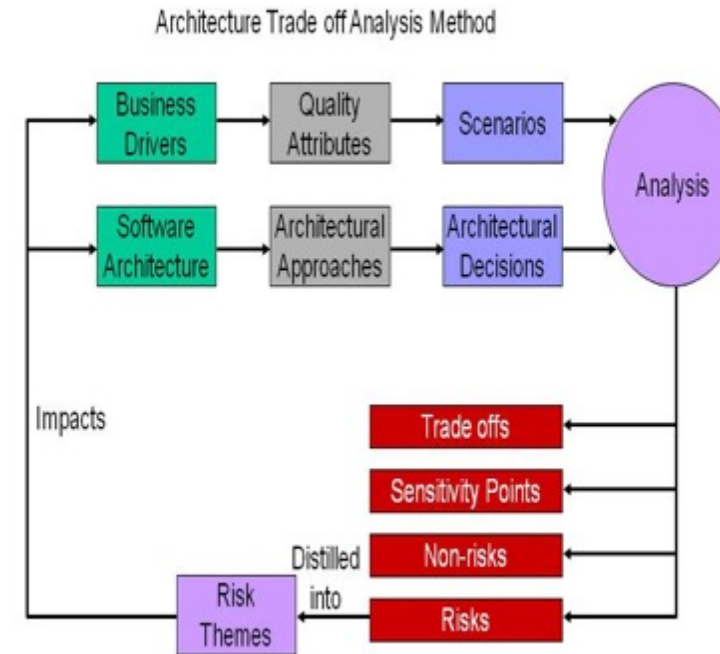 Architecture Trade off Analysis Method
Business
Drivers
Quality
Attributes
Scenarios
Analysis
Software
Architecture
Architectural
Approaches
Architectural
Decisions
Impacts
Trade offs
Sensitivity Points
Non-risks
Distilled
into
Risks
Risk
Themes